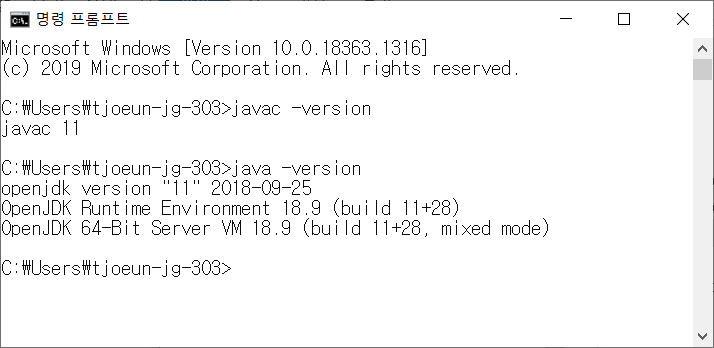 명령 프롬프트
Microsoft Windows [Version 10.0.18363.1316]
(c) 2019 Microsoft Corporation. All rights reserved.
C:₩Users₩tjoeun-jg-303>javac -version
javac 11
C:₩Users₩tjoeun-jg-303>java -version
openjdk version "11" 2018-09-25
OpenJDK Runtime Environment 18.9 (build 11+28)
OpenJDK 64-Bit Server VM 18.9 (build 11+28, mixed mode)
C:₩Users₩tjoeun-jg-303>